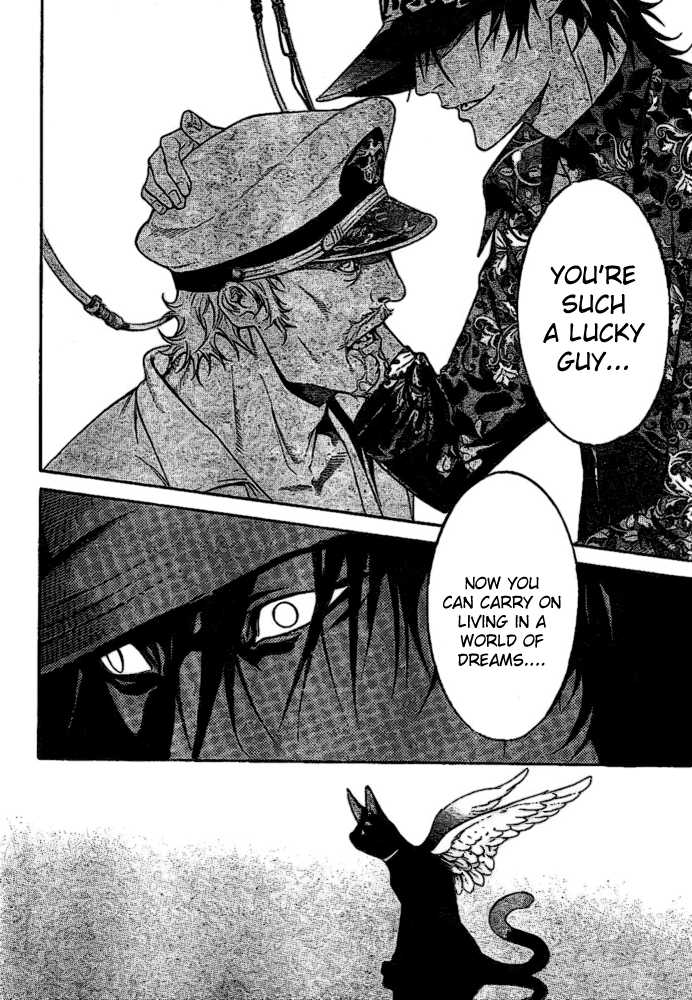 YOU'RE
SUCH
A LUCKY
GUY...
NOW YOU
CAN CARRY ON
LIVING IN A
WORLD OF
DREAMS....